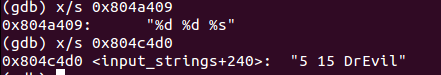 (gdb) x/s 0x804a409
0x804a409:      "%d %d %s"
(gdb) x/s 0x804c4d0
0x804c4d0 <input_strings+240>:  "5 15 DrEvil"